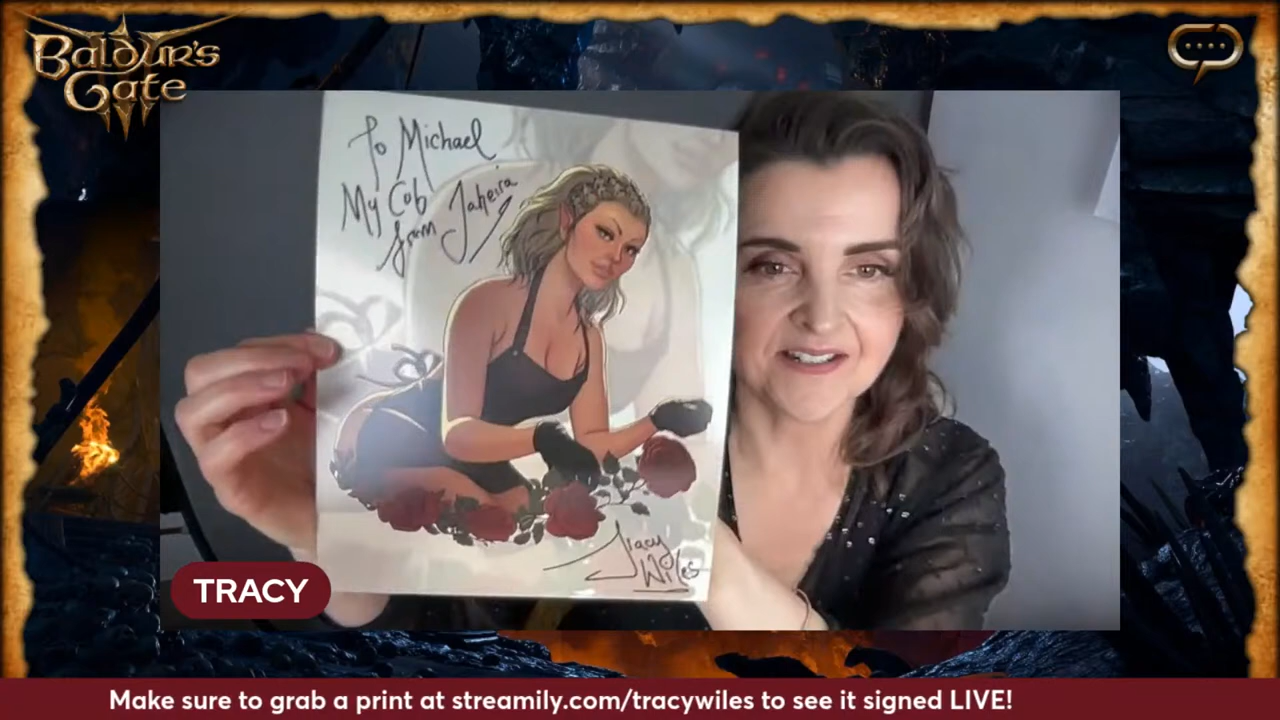 Baldur's
Gate
To Michael
My Cub
from Jaheira
Tracy
Wiles
TRACY
Make sure to grab a print at streamily.com/tracywiles to see it signed LIVE!